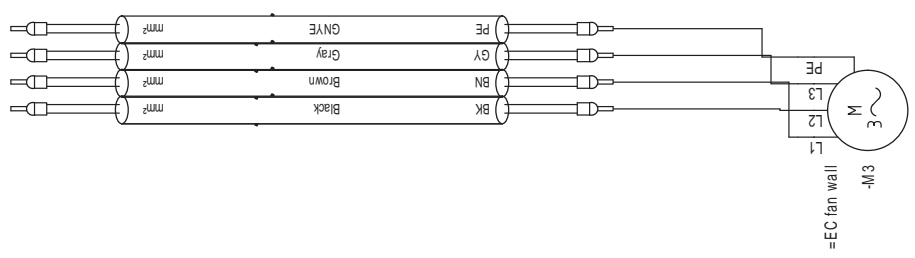 mm² GNYE PE
mm² Gray GY
mm² Brown BN
mm² Black BK
PE
L3
L2
L1
M
3
-M3
=EC fan wall